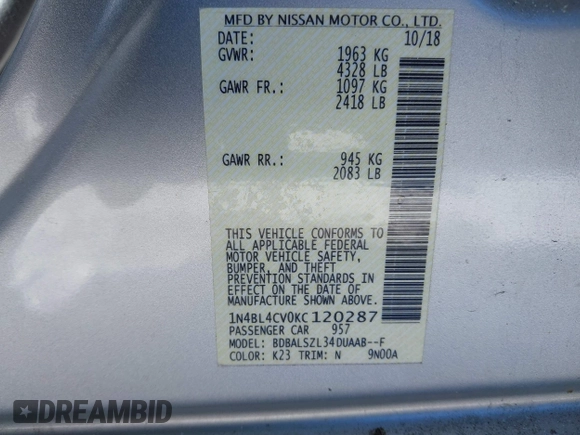 MFD BY NISSAN MOTOR CO., LTD.
DATE: 10/18
GVWR: 1963 KG
4328 LB
GAWR FR.: 1097 KG
2418 LB
GAWR RR.: 945 KG
2083 LB
THIS VEHICLE CONFORMS TO
ALL APPLICABLE FEDERAL
MOTOR VEHICLE SAFETY,
BUMPER, AND THEFT
PREVENTION STANDARDS IN
EFFECT ON THE DATE OF
MANUFACTURE SHOWN ABOVE.
1N4BL4CV0KC120287
PASSENGER CAR 957
MODEL: BDBALSZL34DUAAB--F
COLOR: K23 TRIM: N 9N00A
DREAMBID